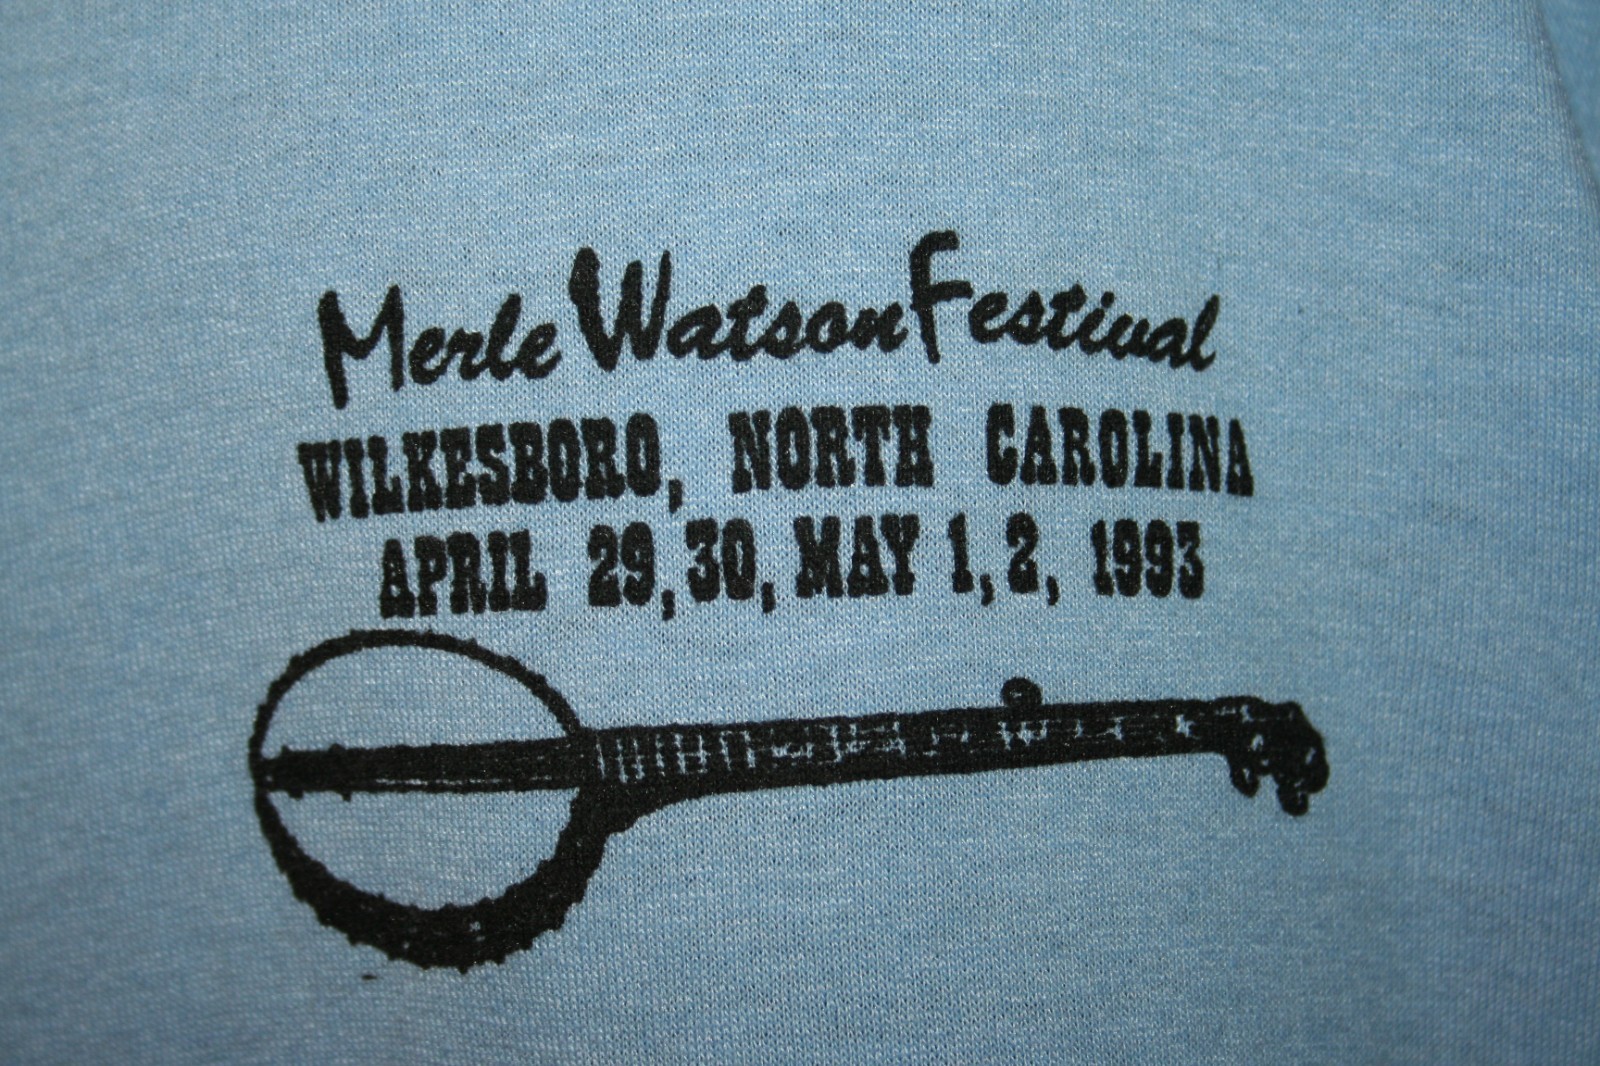 Merle Watson Festival
WILKESBORO, NORTH CAROLINA
APRIL 29, 30, MAY 1, 2, 1993